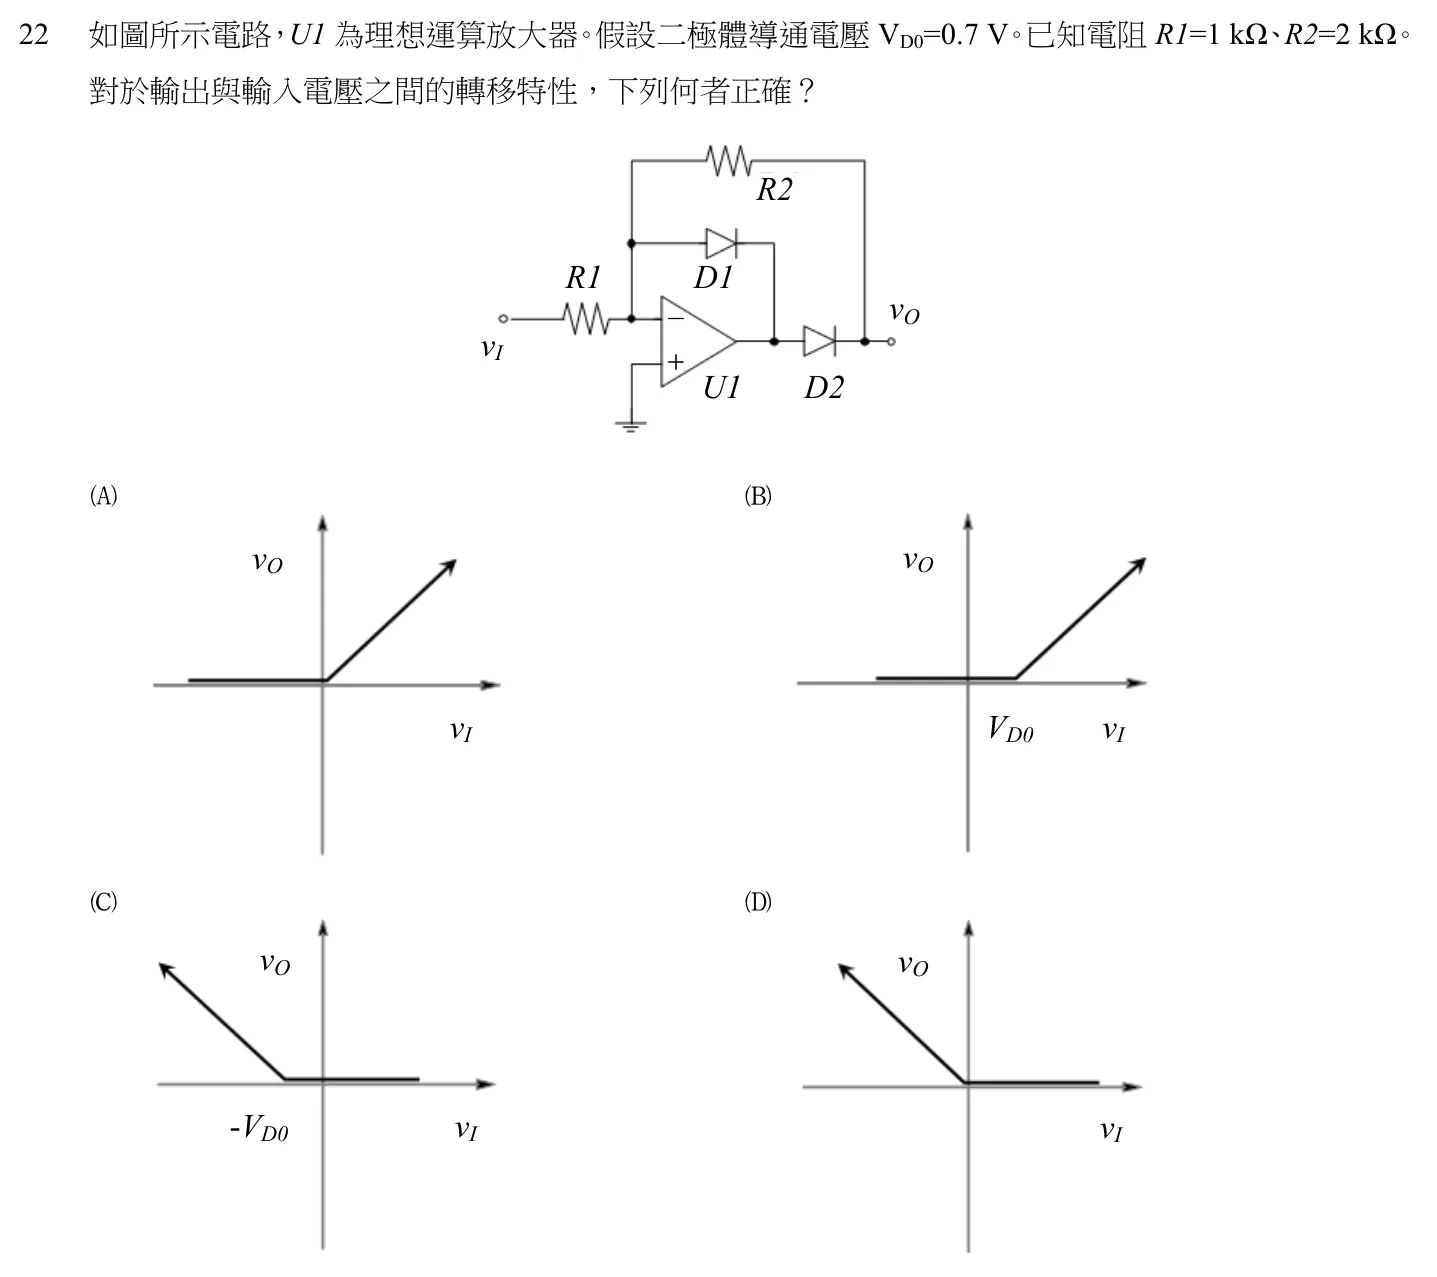 22 如圖所示電路，U1 為理想運算放大器。假設二極體導通電壓 VD0=0.7 V。已知電阻 R1=1 kΩ、R2=2 kΩ。
對於輸出與輸入電壓之間的轉移特性，下列何者正確？
R2
D1
R1
vI
−
+
U1
D2
vO
(A)
vO
vI
(B)
vO
VD0
vI
(C)
vO
-VD0
vI
(D)
vO
vI